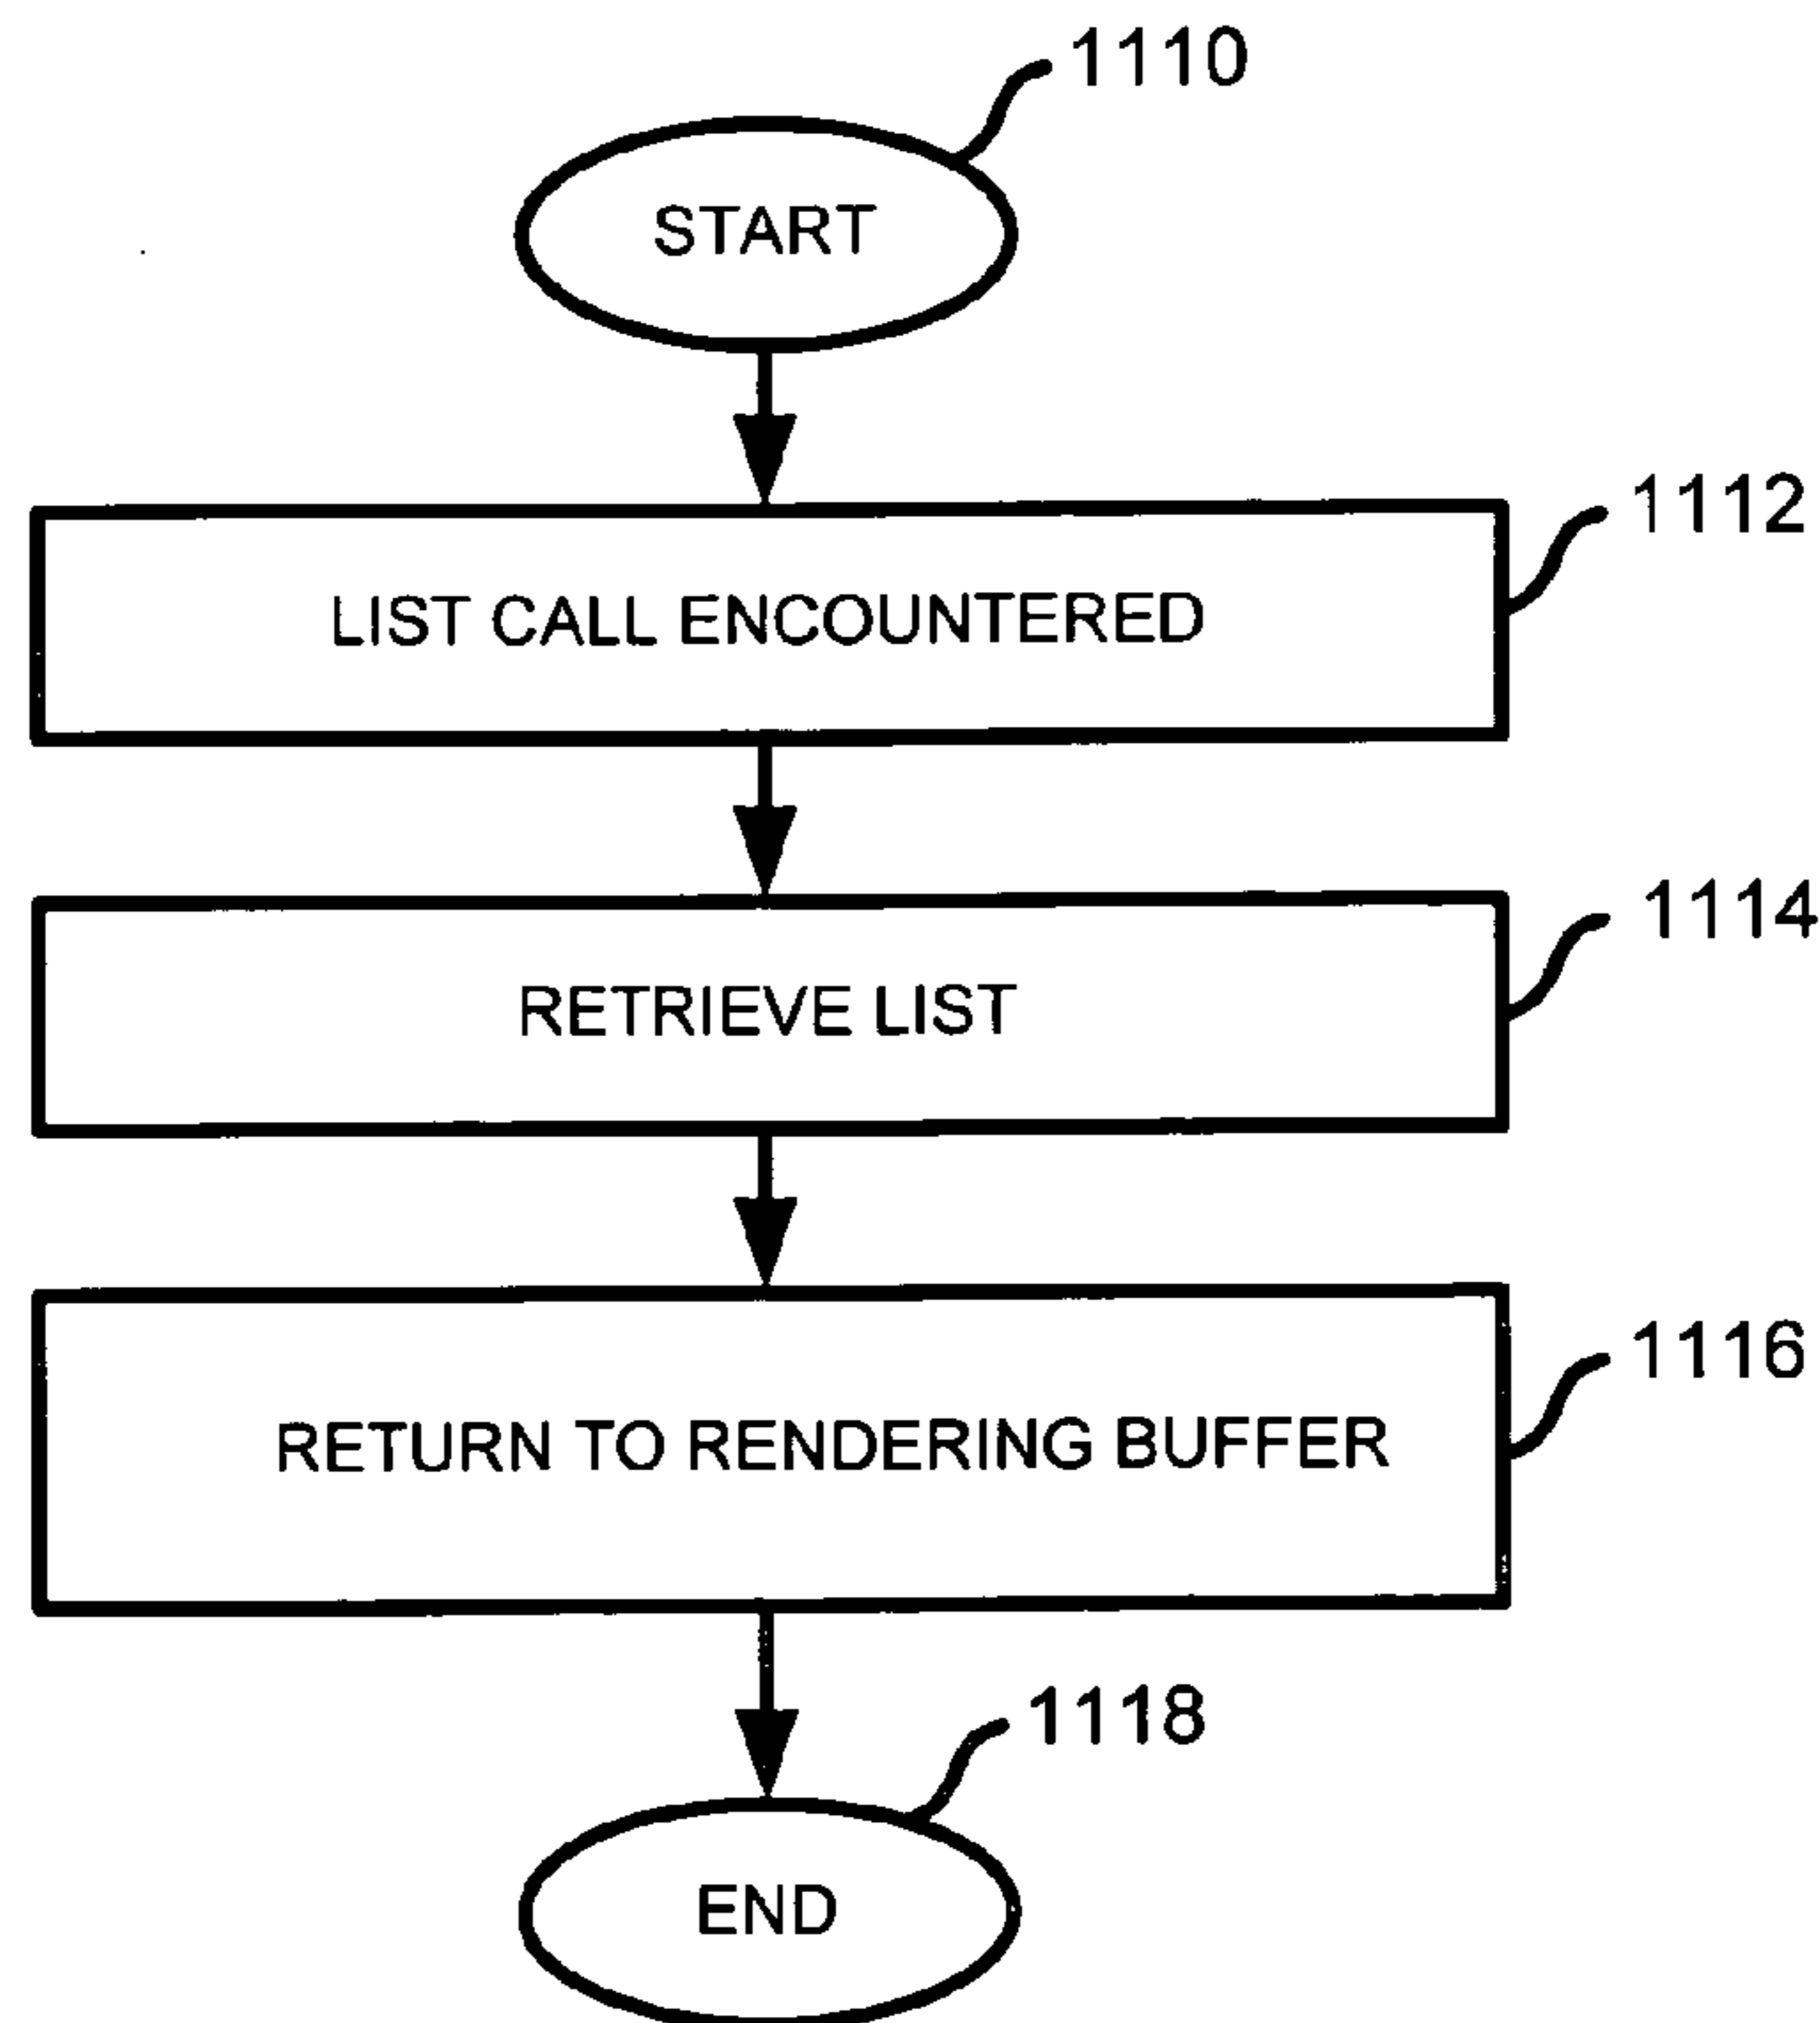 1110
START
1112
LIST CALL ENCOUNTERED
1114
RETRIEVE LIST
1116
RETURN TO RENDERING BUFFER
1118
END